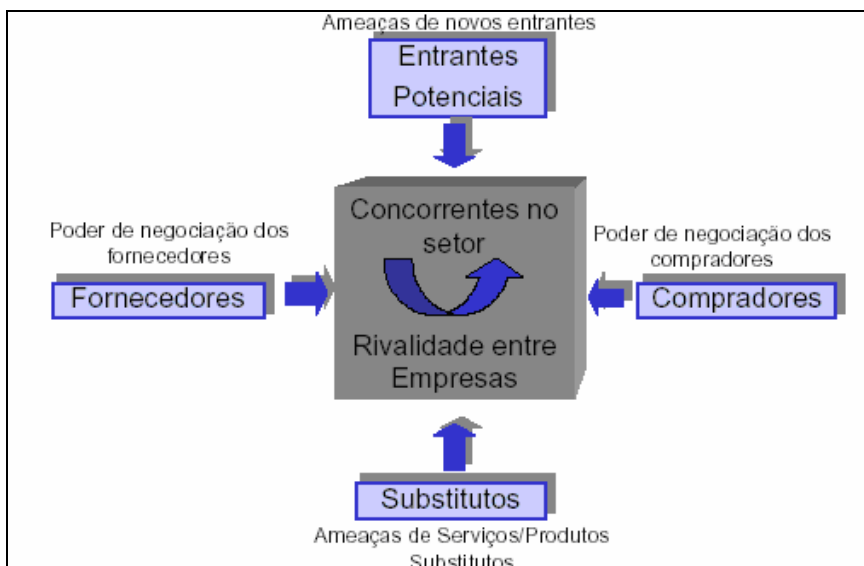 Ameaças de novos entrantes
Entrantes
Potenciais
Concorrentes no
setor
Poder de negociação dos
fornecedores
Fornecedores
Poder de negociação dos
compradores
Compradores
Rivalidade entre
Empresas
Substitutos
Ameaças de Serviços/Produtos
Substitutos